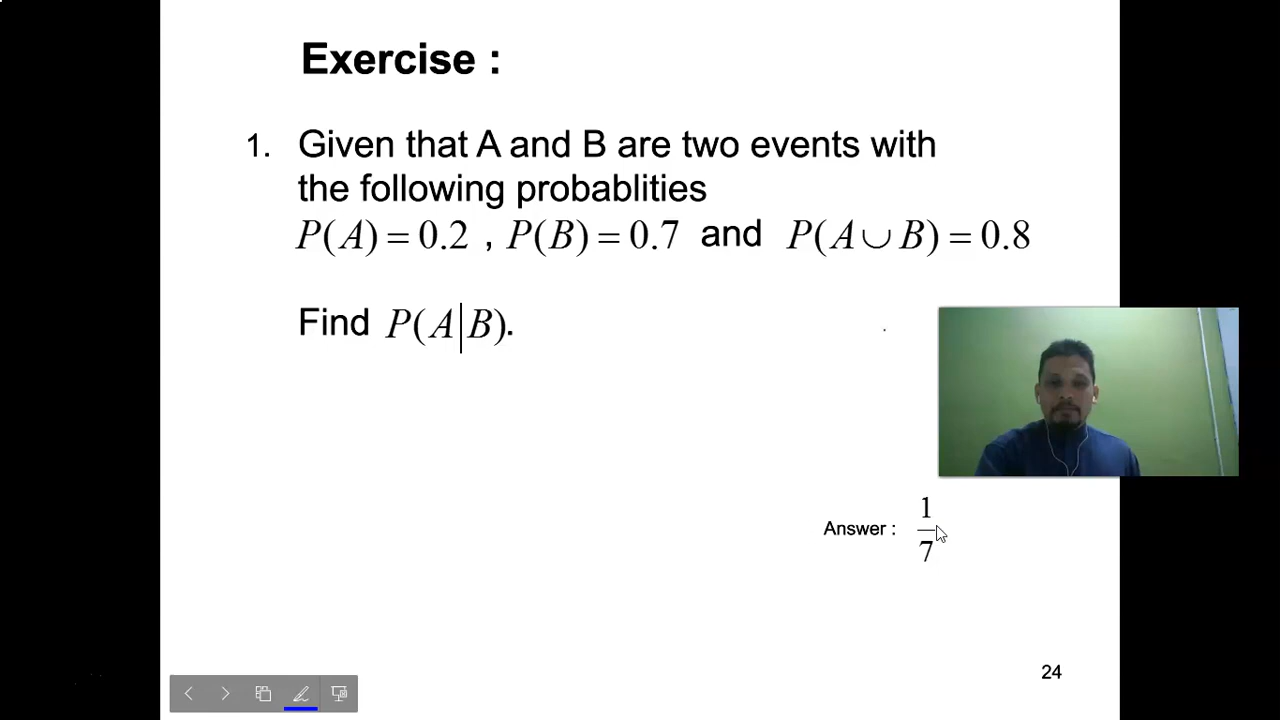 Exercise :
1. Given that A and B are two events with
the following probablities
P(A) = 0.2 , P(B) = 0.7 and P(A ∪ B) = 0.8
Find P(A|B).
Answer : 1/7
24